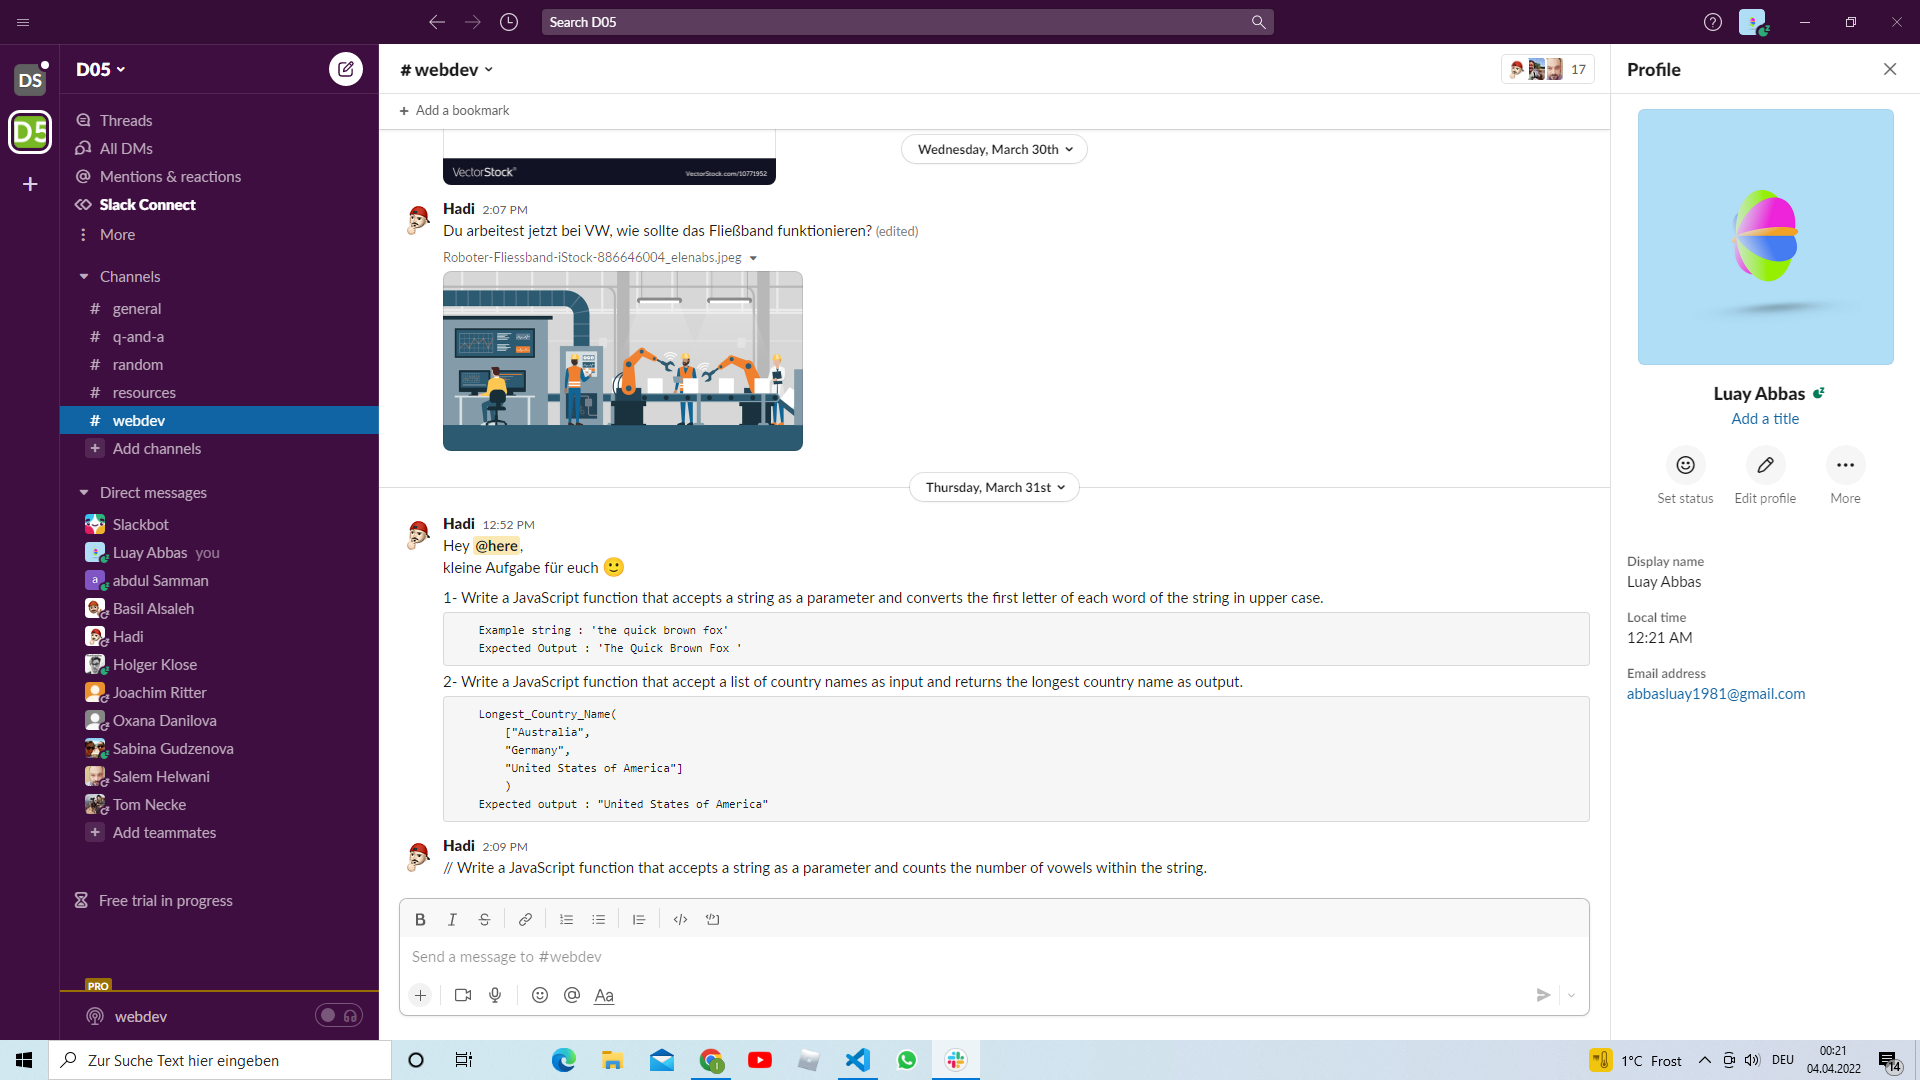 Search D05
DS
D5
D05
Threads
All DMs
Mentions & reactions
Slack Connect
More
Channels
# general
# q-and-a
# random
# resources
# webdev
+ Add channels
Direct messages
Slackbot
Luay Abbas you
a abdul Samman
Basil Alsaleh
Hadi
Holger Klose
Joachim Ritter
Oxana Danilova
Sabina Gudzenova
Salem Helwani
Tom Necke
+ Add teammates
Free trial in progress
PRO
webdev
# webdev
17
+ Add a bookmark
Wednesday, March 30th
VectorStock®
VectorStock.com/10771952
Hadi 2:07 PM
Du arbeitest jetzt bei VW, wie sollte das Fließband funktionieren? (edited)
Roboter-Fliessband-iStock-886646004_elenabs.jpeg
Thursday, March 31st
Hadi 12:52 PM
Hey @here,
kleine Aufgabe für euch 🙂
1- Write a JavaScript function that accepts a string as a parameter and converts the first letter of each word of the string in upper case.
Example string : 'the quick brown fox'
Expected Output : 'The Quick Brown Fox '
2- Write a JavaScript function that accept a list of country names as input and returns the longest country name as output.
Longest_Country_Name(
["Australia",
"Germany",
"United States of America"]
)
Expected output : "United States of America"
Hadi 2:09 PM
// Write a JavaScript function that accepts a string as a parameter and counts the number of vowels within the string.
B I S
Send a message to #webdev
Aa
Profile
Luay Abbas
Add a title
Set status
Edit profile
More
Display name
Luay Abbas
Local time
12:21 AM
Email address
abbasluay1981@gmail.com
Zur Suche Text hier eingeben
1°C Frost
DEU
00:21
04.04.2022
14